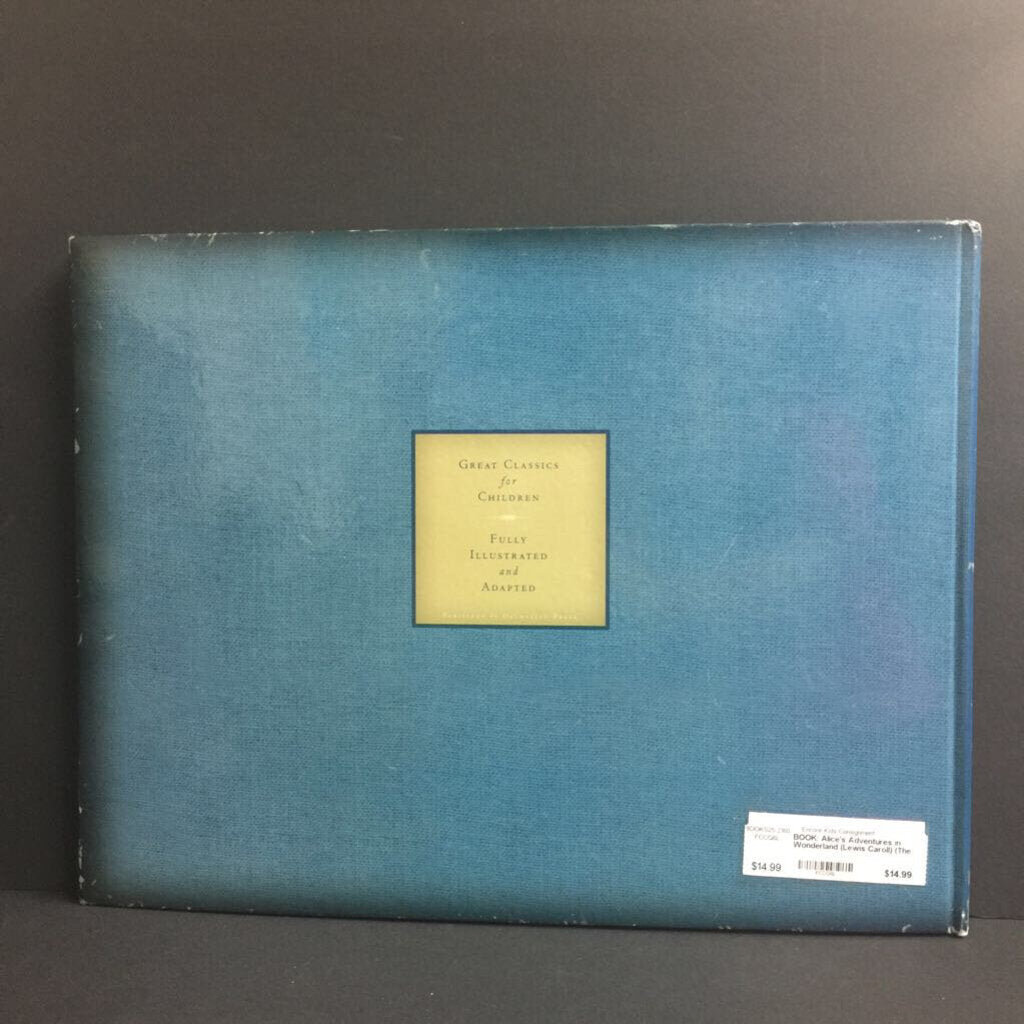 GREAT CLASSICS
for
CHILDREN
FULLY
ILLUSTRATED
and
ADAPTED
Encore Kids Consignment
BOOK: Alice's Adventures in
Wonderland (Lewis Caroll) (The
$14.99
$14.99